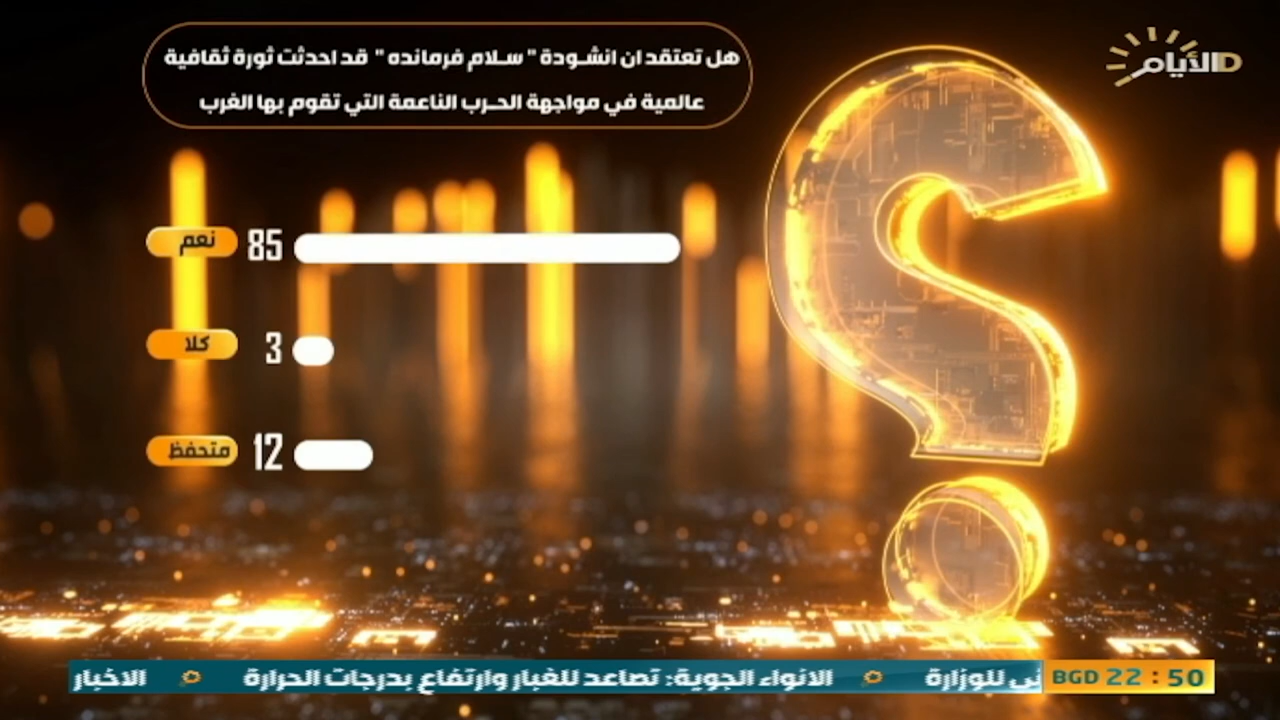 هل تعتقد ان انشودة " سلام فرمانده " قد احدثت ثورة ثقافية
عالمية في مواجهة الحرب الناعمة التي تقوم بها الغرب
الأيام
نعم 85
كلا 3
متحفظ 12
للوزارة الانواء الجوية: تصاعد للغبار وارتفاع بدرجات الحرارة الاخبار
BGD 22 : 50